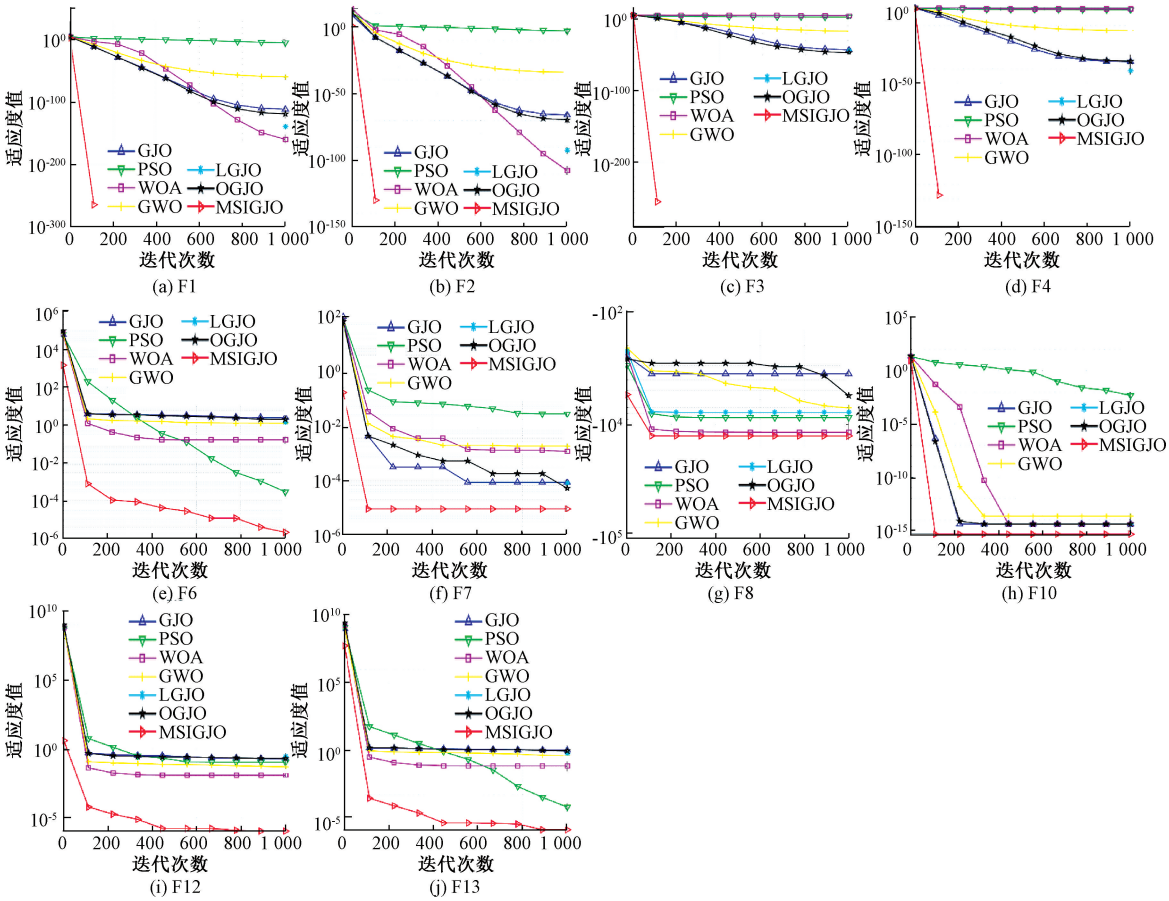 10⁰
10⁻¹⁰⁰
10⁻²⁰⁰
10⁻³⁰⁰
适应度值
GJO
PSO
WOA
GWO
LGJO
OGJO
MSIGJO
0 200 400 600 800 1 000
迭代次数
(a) F1
10⁰
10⁻⁵⁰
10⁻¹⁰⁰
10⁻¹⁵⁰
适应度值
GJO
PSO
WOA
GWO
LGJO
OGJO
MSIGJO
0 200 400 600 800 1 000
迭代次数
(b) F2
10⁰
10⁻¹⁰⁰
10⁻²⁰⁰
适应度值
GJO
PSO
WOA
GWO
LGJO
OGJO
MSIGJO
0 200 400 600 800 1 000
迭代次数
(c) F3
10⁰
10⁻⁵⁰
10⁻¹⁰⁰
10⁻¹⁵⁰
适应度值
GJO
PSO
WOA
GWO
LGJO
OGJO
MSIGJO
0 200 400 600 800 1 000
迭代次数
(d) F4
10⁶
10⁴
10²
10⁰
10⁻²
10⁻⁴
10⁻⁶
适应度值
GJO
PSO
WOA
GWO
LGJO
OGJO
MSIGJO
0 200 400 600 800 1 000
迭代次数
(e) F6
10²
10⁰
10⁻²
10⁻⁴
10⁻⁶
适应度值
GJO
PSO
WOA
GWO
LGJO
OGJO
MSIGJO
0 200 400 600 800 1 000
迭代次数
(f) F7
-10²
-10⁴
-10⁵
适应度值
GJO
PSO
WOA
GWO
LGJO
OGJO
MSIGJO
0 200 400 600 800 1 000
迭代次数
(g) F8
10⁵
10⁰
10⁻⁵
10⁻¹⁰
10⁻¹⁵
适应度值
GJO
PSO
WOA
GWO
LGJO
OGJO
MSIGJO
0 200 400 600 800 1 000
迭代次数
(h) F10
10¹⁰
10⁵
10⁰
10⁻⁵
适应度值
GJO
PSO
WOA
GWO
LGJO
OGJO
MSIGJO
0 200 400 600 800 1 000
迭代次数
(i) F12
10¹⁰
10⁵
10⁰
10⁻⁵
适应度值
GJO
PSO
WOA
GWO
LGJO
OGJO
MSIGJO
0 200 400 600 800 1 000
迭代次数
(j) F13